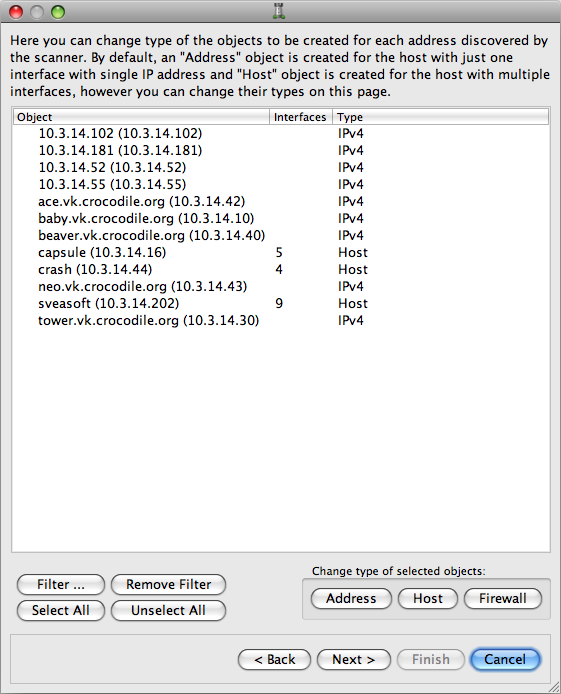 Here you can change type of the objects to be created for each address discovered by
the scanner. By default, an "Address" object is created for the host with just one
interface with single IP address and "Host" object is created for the host with multiple
interfaces, however you can change their types on this page.
Object Interfaces Type
10.3.14.102 (10.3.14.102) IPv4
10.3.14.181 (10.3.14.181) IPv4
10.3.14.52 (10.3.14.52) IPv4
10.3.14.55 (10.3.14.55) IPv4
ace.vk.crocodile.org (10.3.14.42) IPv4
baby.vk.crocodile.org (10.3.14.10) IPv4
beaver.vk.crocodile.org (10.3.14.40) IPv4
capsule (10.3.14.16) 5 Host
crash (10.3.14.44) 4 Host
neo.vk.crocodile.org (10.3.14.43) IPv4
sveasoft (10.3.14.202) 9 Host
tower.vk.crocodile.org (10.3.14.30) IPv4
Change type of selected objects:
Filter ... Remove Filter
Address Host Firewall
Select All Unselect All
< Back Next > Finish Cancel